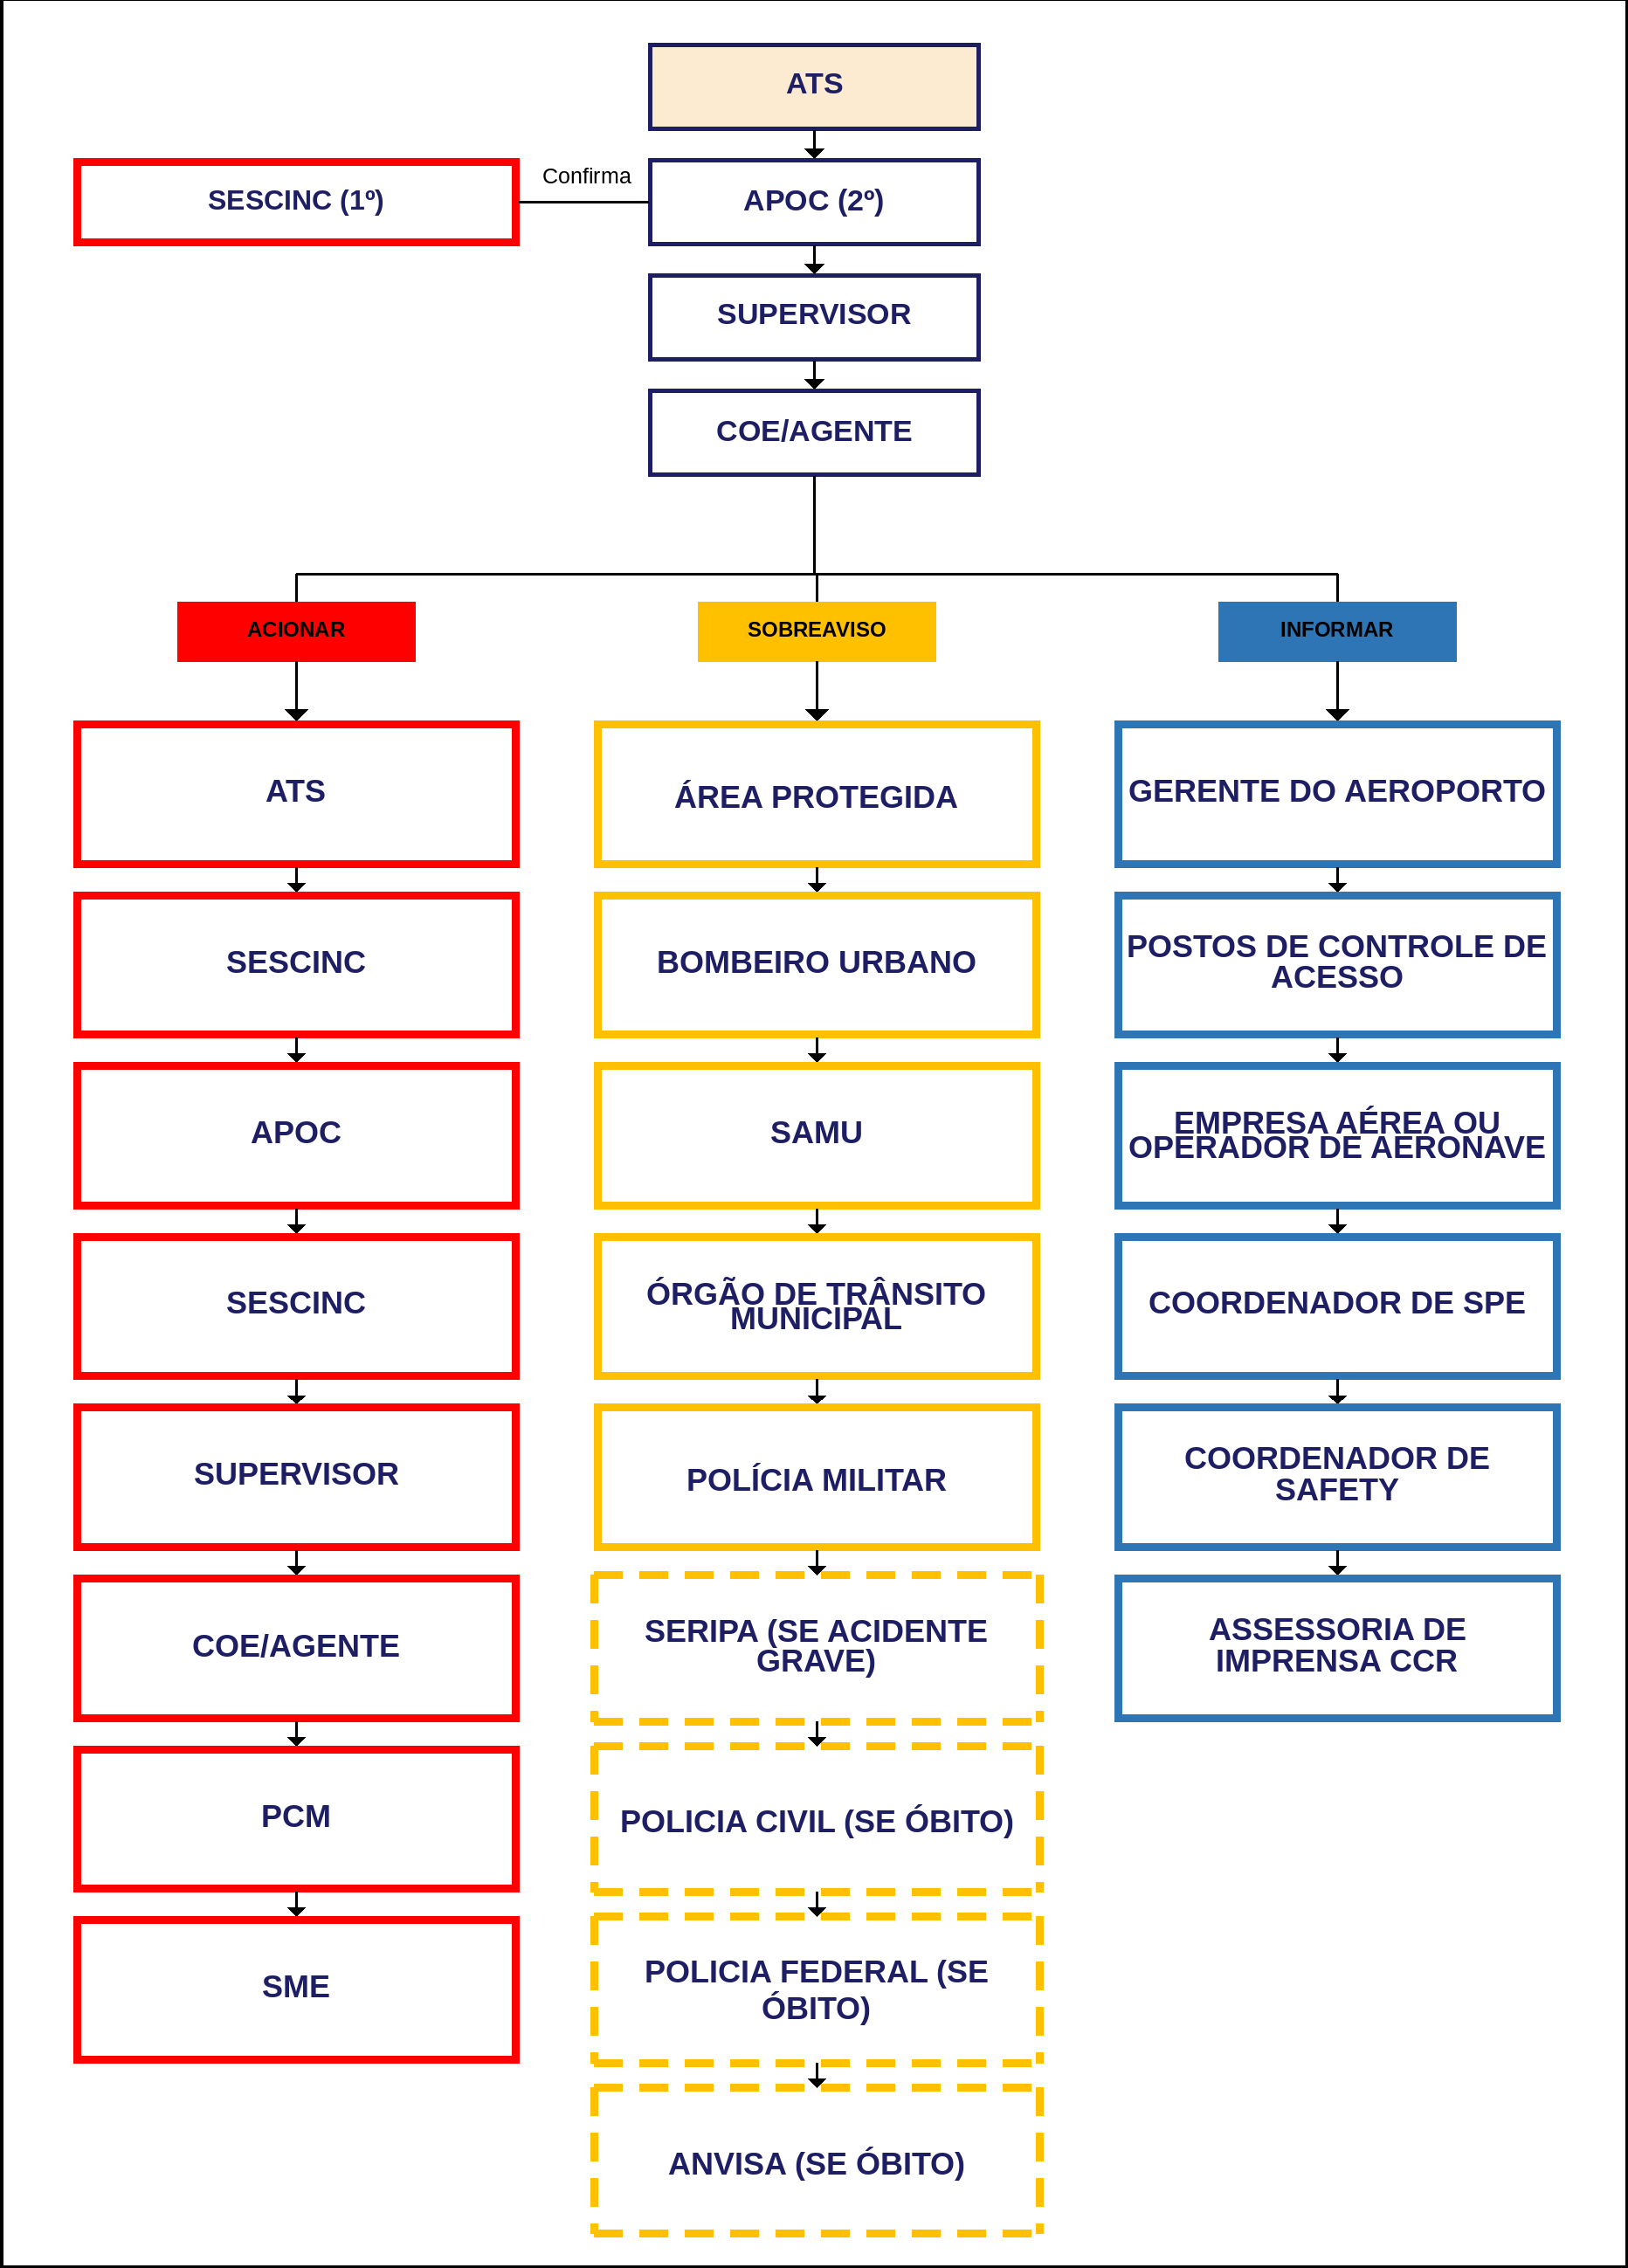 ATS
Confirma
SESCINC (1º)
APOC (2º)
SUPERVISOR
COE/AGENTE
ACIONAR
SOBREAVISO
INFORMAR
ATS
SESCINC
APOC
SESCINC
SUPERVISOR
COE/AGENTE
PCM
SME
ÁREA PROTEGIDA
BOMBEIRO URBANO
SAMU
ÓRGÃO DE TRÂNSITO
MUNICIPAL
POLÍCIA MILITAR
SERIPA (SE ACIDENTE
GRAVE)
POLICIA CIVIL (SE ÓBITO)
POLICIA FEDERAL (SE
ÓBITO)
ANVISA (SE ÓBITO)
GERENTE DO AEROPORTO
POSTOS DE CONTROLE DE
ACESSO
EMPRESA AÉREA OU
OPERADOR DE AERONAVE
COORDENADOR DE SPE
COORDENADOR DE
SAFETY
ASSESSORIA DE
IMPRENSA CCR